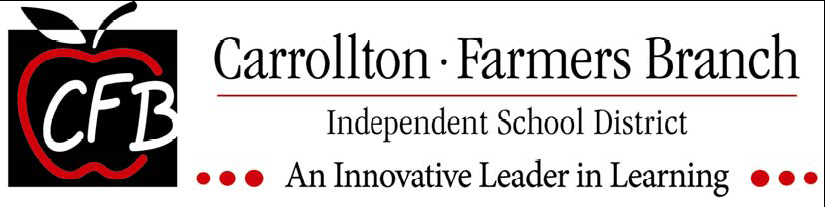 CFB
Carrollton · Farmers Branch
Independent School District
An Innovative Leader in Learning